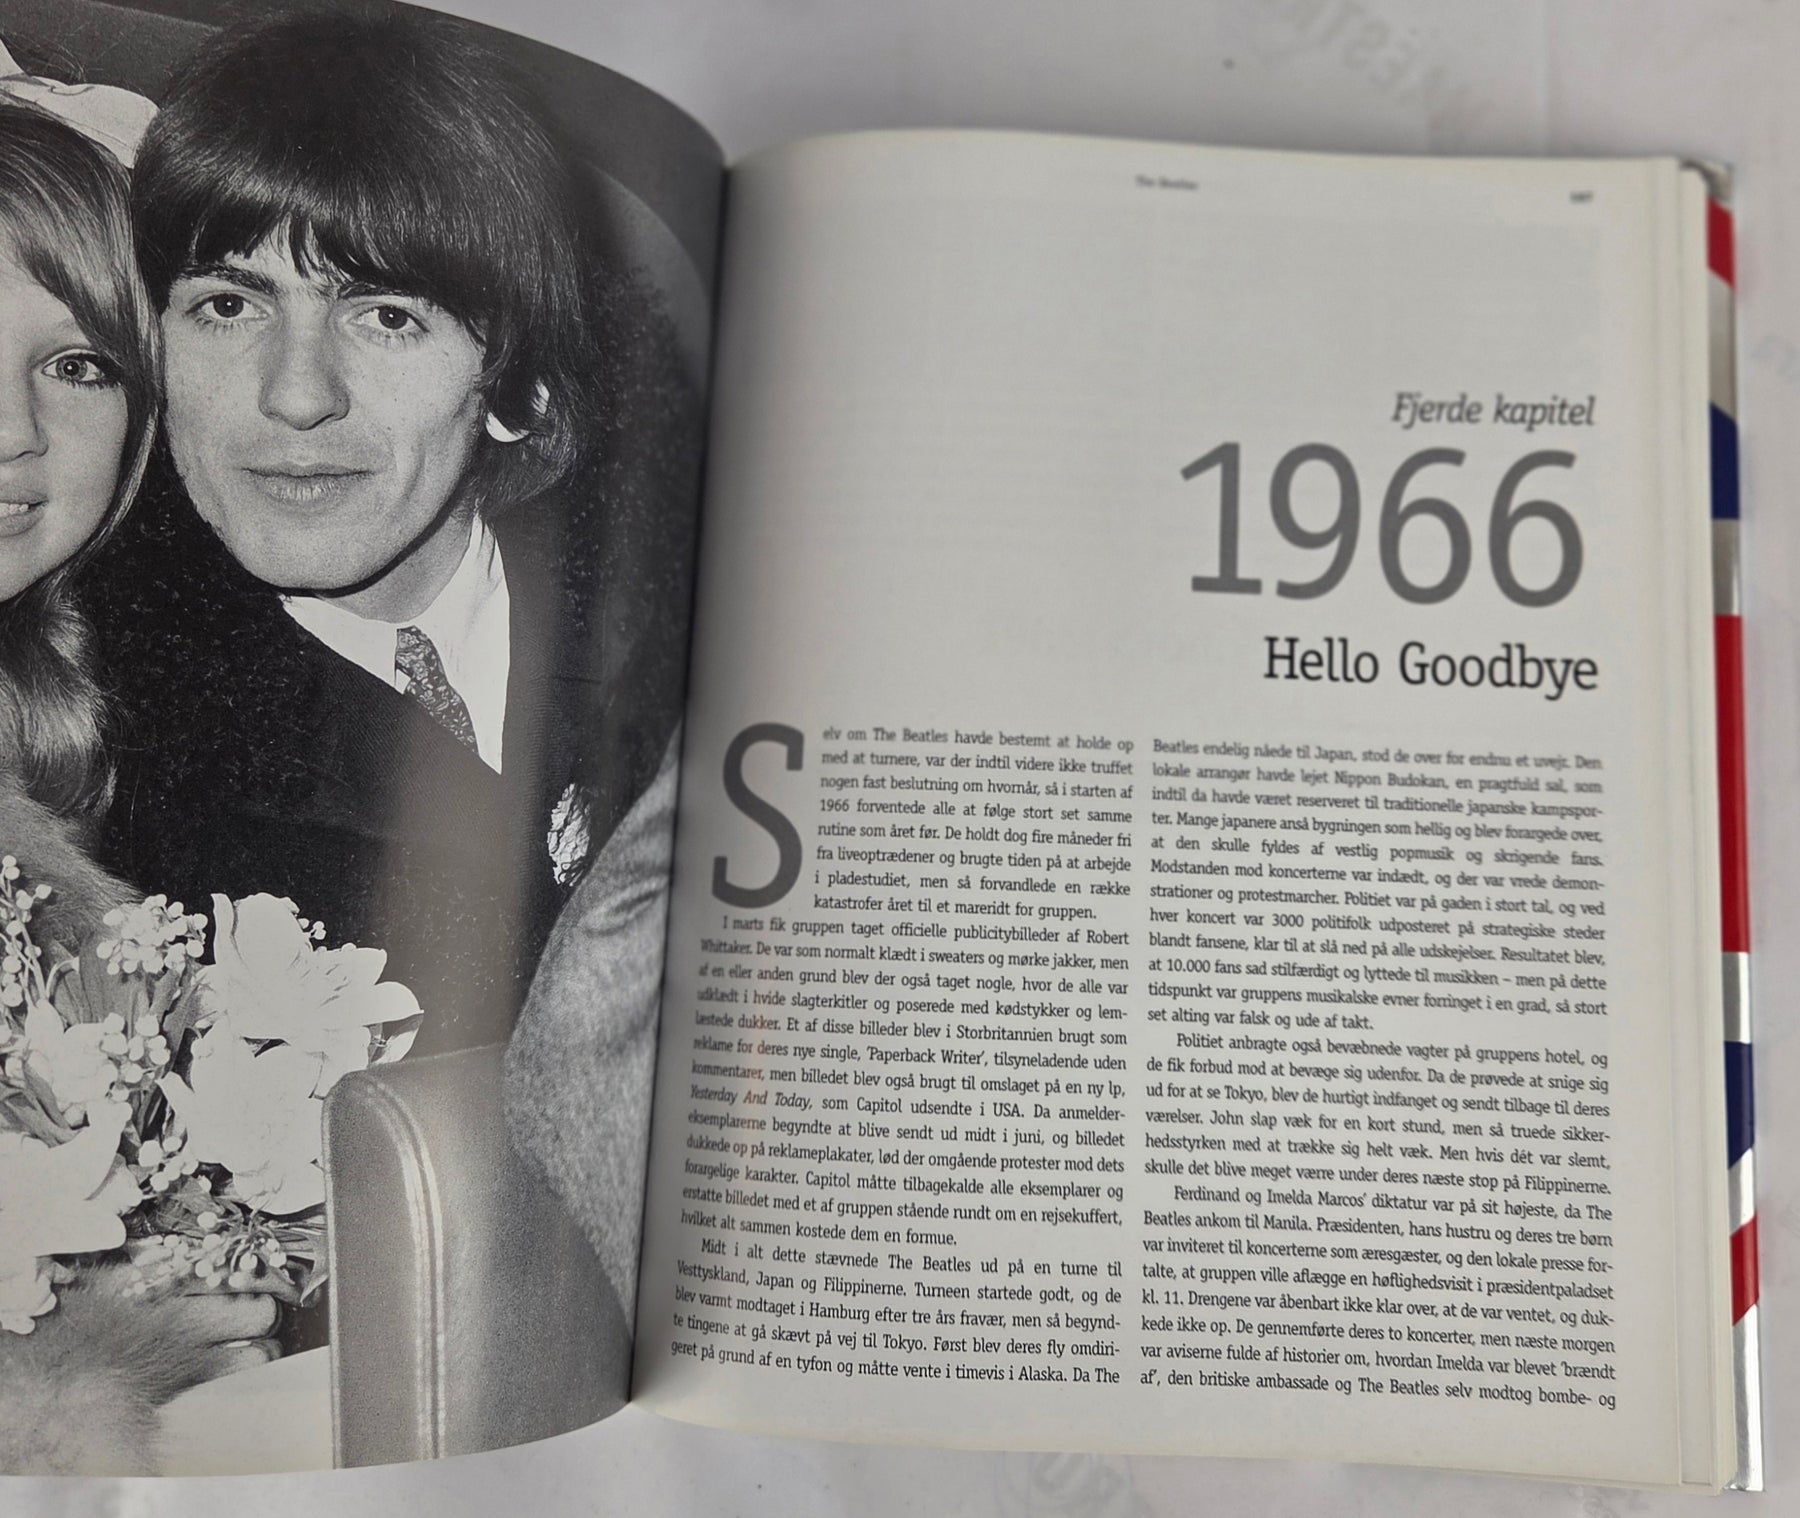 The Beatles
Fjerde kapitel
1966
Hello Goodbye
Selv om The Beatles havde bestemt at holde op
med at turnere, var der indtil videre ikke truffet
nogen fast beslutning om hvornår, så i starten af
1966 forventede alle at følge stort set samme
rutine som året før. De holdt dog fire måneder fri
fra liveoptrædener og brugte tiden på at arbejde
i pladestudiet, men så forvandlede en række
katastrofer året til et mareridt for gruppen.
I marts fik gruppen taget officielle publicitybilleder af Robert
Whittaker. De var som normalt klædt i sweaters og mørke jakker, men
af en eller anden grund blev der også taget nogle, hvor de alle var
udklædt i hvide slagterkitler og poserede med kødstykker og lem-
læstede dukker. Et af disse billeder blev i Storbritannien brugt som
reklame for deres nye single, 'Paperback Writer', tilsyneladende uden
kommentarer, men billedet blev også brugt til omslaget på en ny lp,
Yesterday And Today, som Capitol udsendte i USA. Da anmelder-
eksemplarerne begyndte at blive sendt ud midt i juni, og billedet
dukkede op på reklameplakater, lød der omgående protester mod dets
forargelige karakter. Capitol måtte tilbagekalde alle eksemplarer og
erstatte billedet med et af gruppen stående rundt om en rejsekuffert,
hvilket alt sammen kostede dem en formue.
Midt i alt dette stævnede The Beatles ud på en turne til
Vesttyskland, Japan og Filippinerne. Turneen startede godt, og de
blev varmt modtaget i Hamburg efter tre års fravær, men så begynd-
te tingene at gå skævt på vej til Tokyo. Først blev deres fly omdiri-
geret på grund af en tyfon og måtte vente i timevis i Alaska. Da The
Beatles endelig nåede til Japan, stod de over for endnu et uvejr. Den
lokale arrangør havde lejet Nippon Budokan, en pragtfuld sal, som
indtil da havde været reserveret til traditionelle japanske kampspor-
ter. Mange japanere anså bygningen som hellig og blev forargede over,
at den skulle fyldes af vestlig popmusik og skrigende fans.
Modstanden mod koncerterne var indædt, og der var vrede demon-
strationer og protestmarcher. Politiet var på gaden i stort tal, og ved
hver koncert var 3000 politifolk udposteret på strategiske steder
blandt fansene, klar til at slå ned på alle udskejelser. Resultatet blev,
at 10.000 fans sad stilfærdigt og lyttede til musikken – men på dette
tidspunkt var gruppens musikalske evner forringet i en grad, så stort
set alting var falsk og ude af takt.
Politiet anbragte også bevæbnede vagter på gruppens hotel, og
de fik forbud mod at bevæge sig udenfor. Da de prøvede at snige sig
ud for at se Tokyo, blev de hurtigt indfanget og sendt tilbage til deres
værelser. John slap væk for en kort stund, men så truede sikker-
hedsstyrken med at trække sig helt væk. Men hvis dét var slemt,
skulle det blive meget værre under deres næste stop på Filippinerne.
Ferdinand og Imelda Marcos' diktatur var på sit højeste, da The
Beatles ankom til Manila. Præsidenten, hans hustru og deres tre børn
var inviteret til koncerterne som æresgæster, og den lokale presse for-
talte, at gruppen ville aflægge en høflighedsvisit i præsidentpaladset
kl. 11. Drengene var åbenbart ikke klar over, at de var ventet, og duk-
kede ikke op. De gennemførte deres to koncerter, men næste morgen
var aviserne fulde af historier om, hvordan Imelda var blevet 'brændt
af', den britiske ambassade og The Beatles selv modtog bombe- og